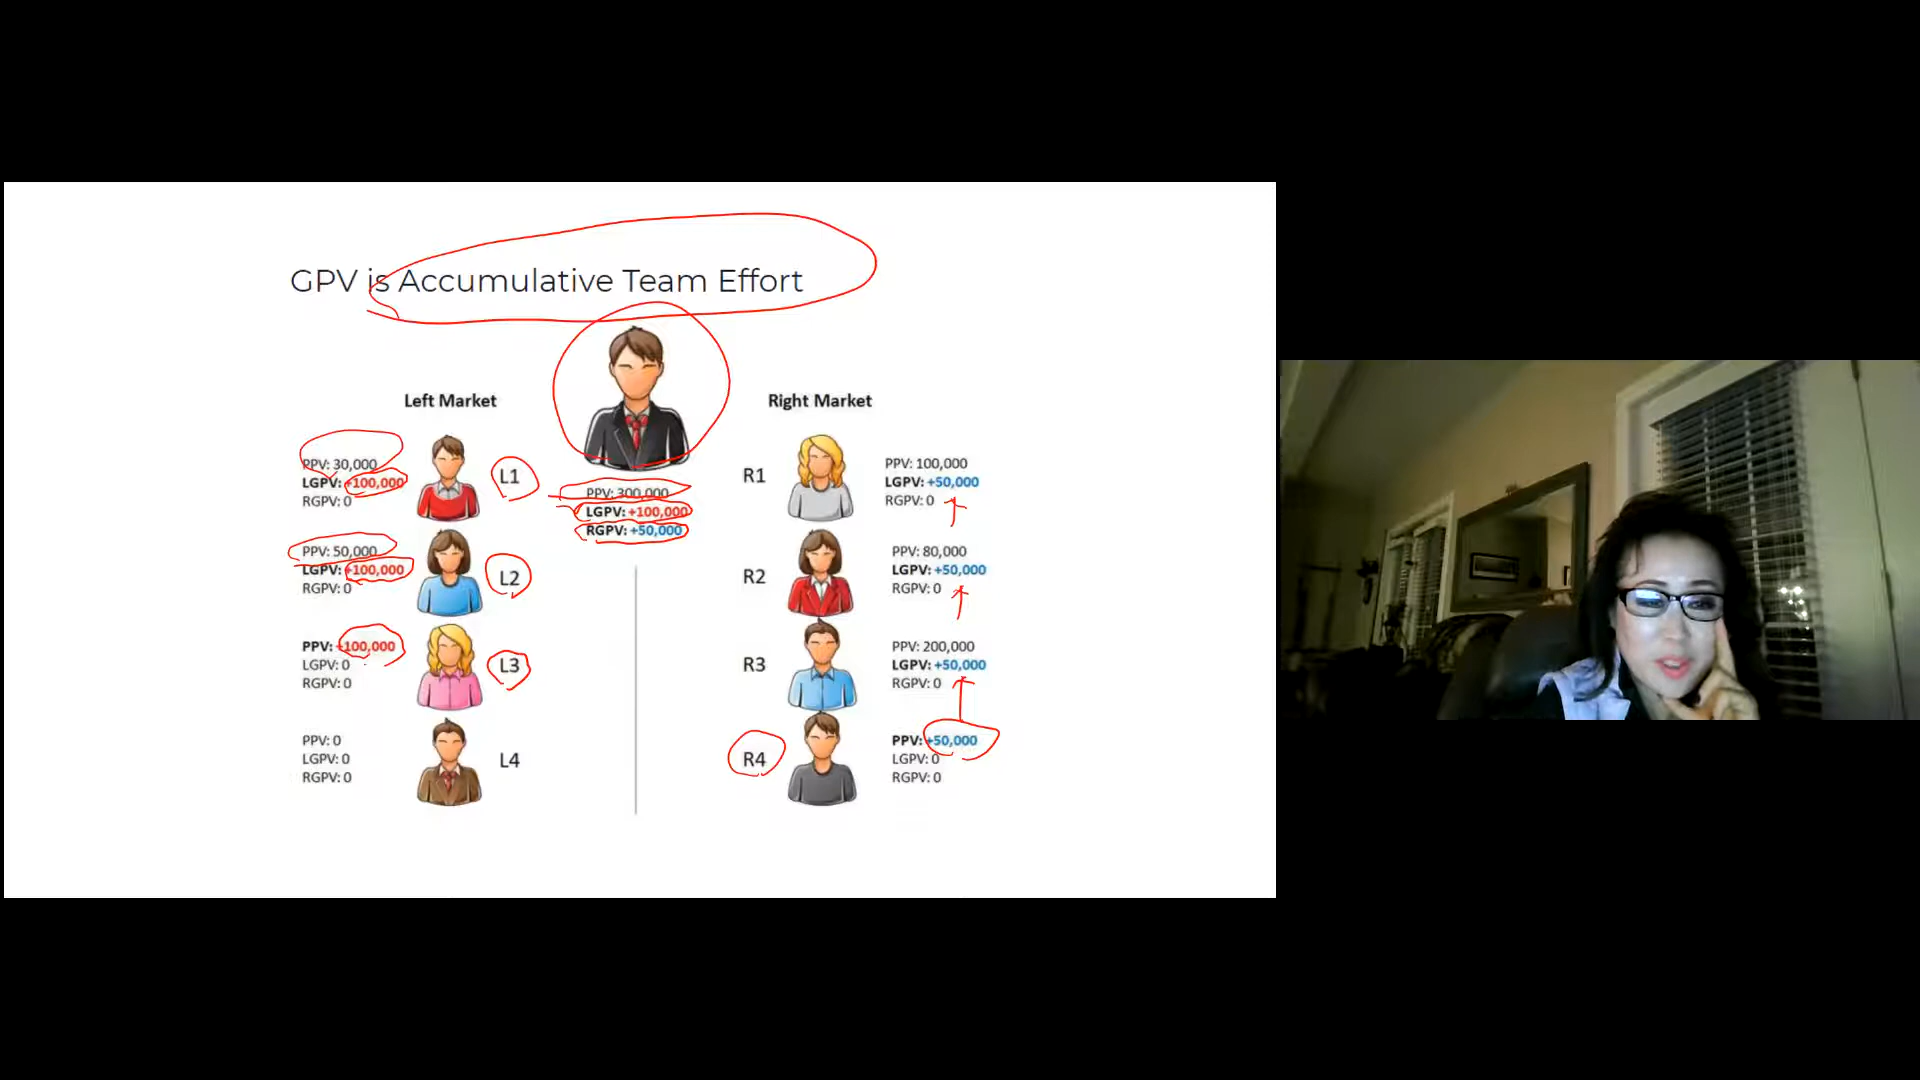 GPV is Accumulative Team Effort
Left Market
Right Market
PPV: 30,000
LGPV: +100,000
RGPV: 0
L1
PPV: 300,000
LGPV: +100,000
RGPV: +50,000
R1
PPV: 100,000
LGPV: +50,000
RGPV: 0
PPV: 50,000
LGPV: +100,000
RGPV: 0
L2
R2
PPV: 80,000
LGPV: +50,000
RGPV: 0
PPV: +100,000
LGPV: 0
RGPV: 0
L3
R3
PPV: 200,000
LGPV: +50,000
RGPV: 0
PPV: 0
LGPV: 0
RGPV: 0
L4
R4
PPV: +50,000
LGPV: 0
RGPV: 0